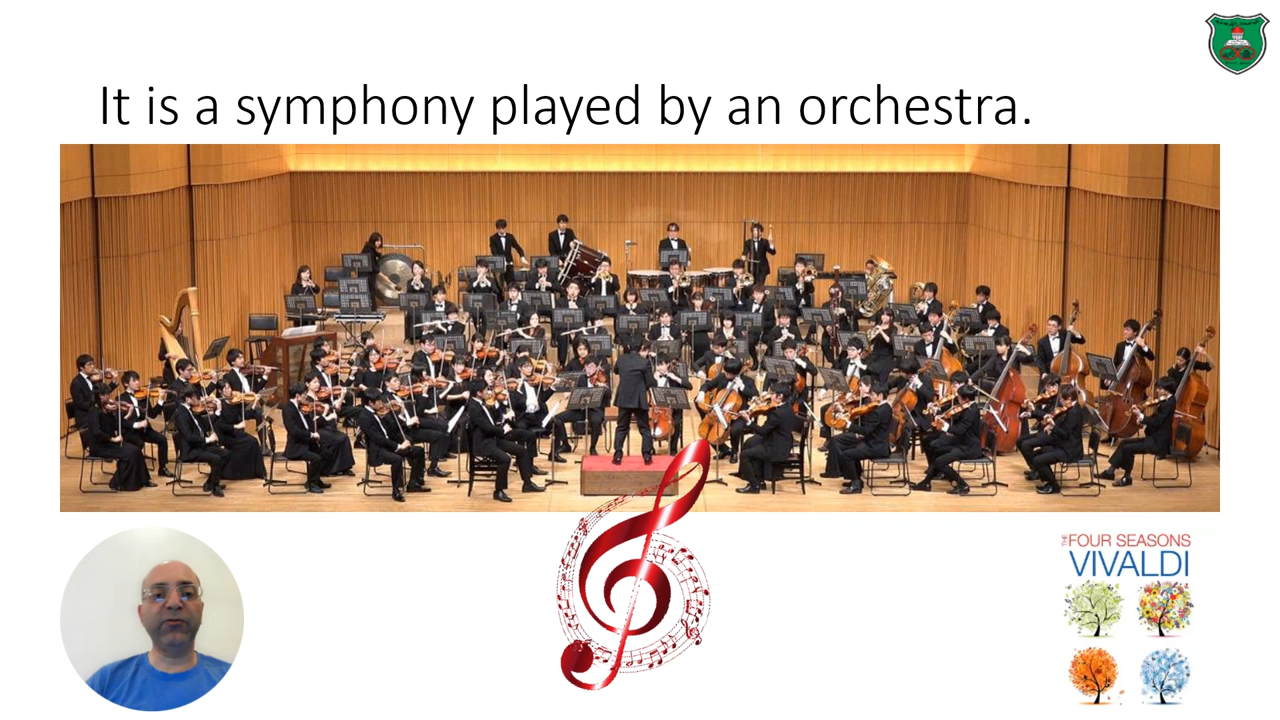 It is a symphony played by an orchestra.
THE FOUR SEASONS
VIVALDI